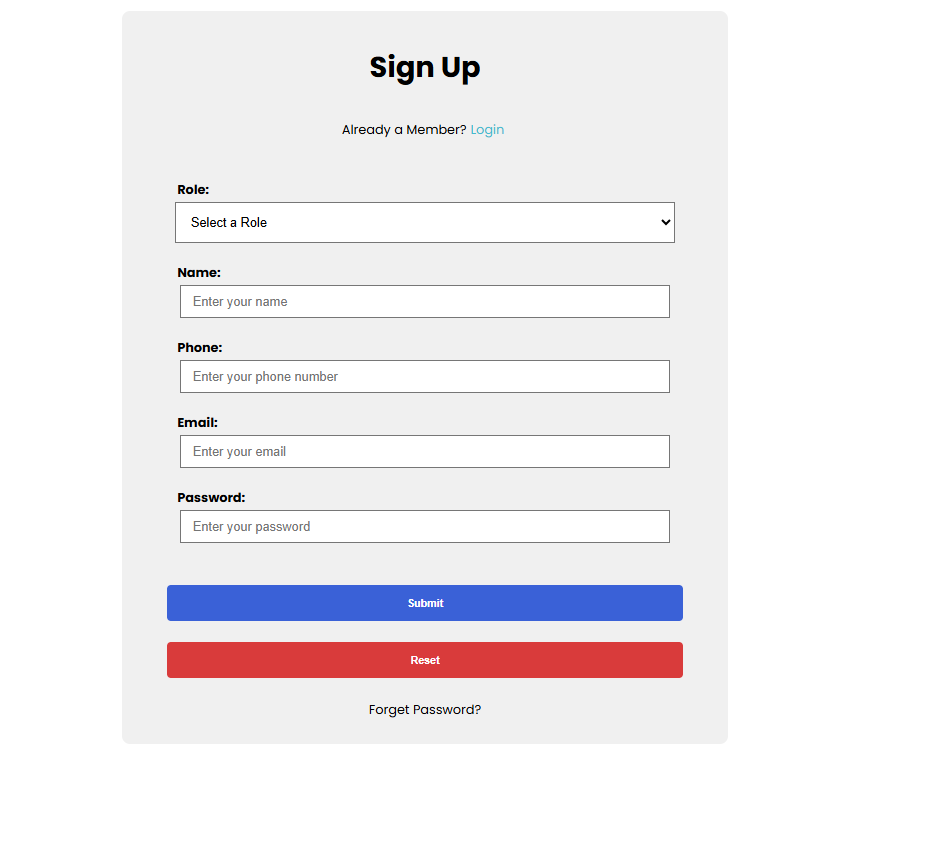 Sign Up
Already a Member? Login
Role:
Select a Role
Name:
Enter your name
Phone:
Enter your phone number
Email:
Enter your email
Password:
Enter your password
Submit
Reset
Forget Password?